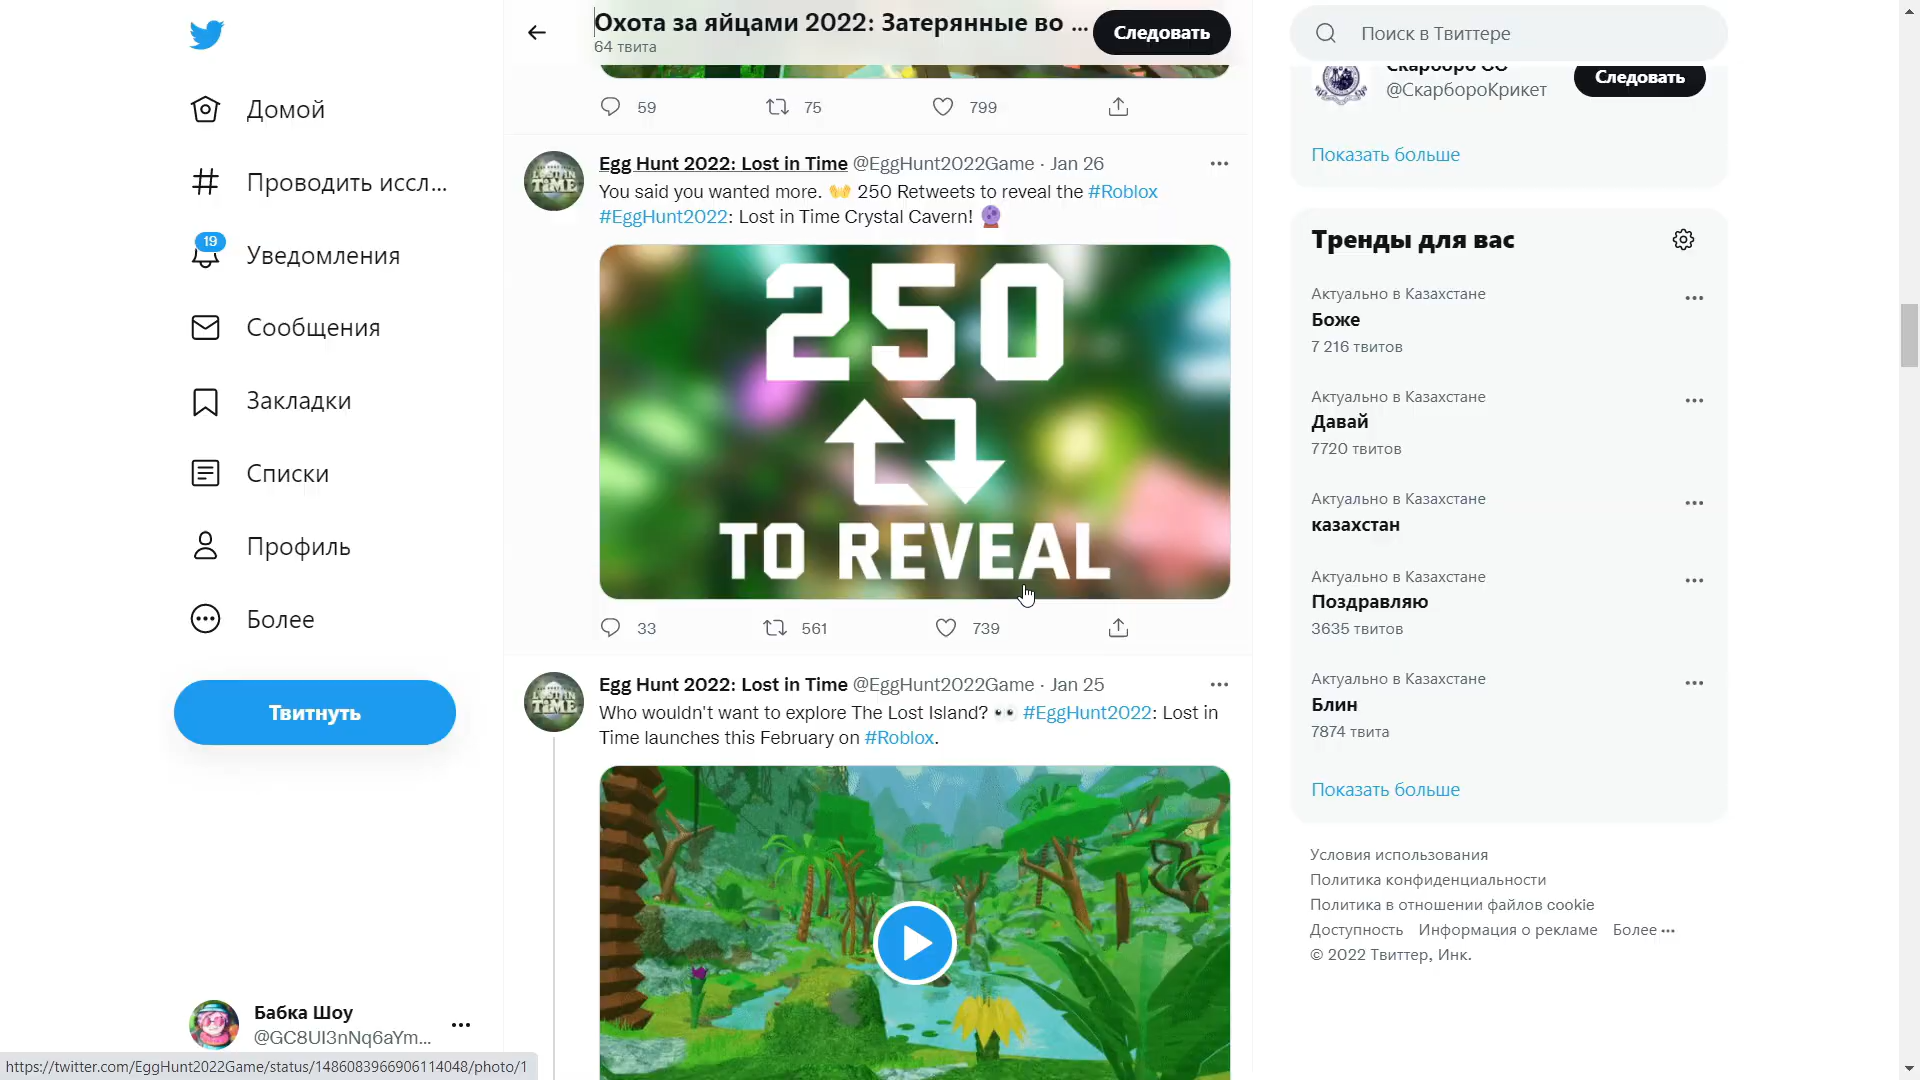 Домой
Проводить иссл...
19
Уведомления
Сообщения
Закладки
Списки
Профиль
Более
Твитнуть
Бабка Шоу
@GC8UI3nNq6aYm...
https://twitter.com/EggHunt2022Game/status/1486083966906114048/photo/1
Охота за яйцами 2022: Затерянные во ...
64 твита
Следовать
59
75
799
Egg Hunt 2022: Lost in Time @EggHunt2022Game · Jan 26
You said you wanted more. 👐 250 Retweets to reveal the #Roblox
#EggHunt2022: Lost in Time Crystal Cavern! 🔮
250
TO REVEAL
33
561
739
Egg Hunt 2022: Lost in Time @EggHunt2022Game · Jan 25
Who wouldn't want to explore The Lost Island? 👀 #EggHunt2022: Lost in
Time launches this February on #Roblox.
Поиск в Твиттере
@СкарбороКрикет
Следовать
Показать больше
Тренды для вас
Актуально в Казахстане
Боже
7 216 твитов
Актуально в Казахстане
Давай
7720 твитов
Актуально в Казахстане
казахстан
Актуально в Казахстане
Поздравляю
3635 твитов
Актуально в Казахстане
Блин
7874 твита
Показать больше
Условия использования
Политика конфиденциальности
Политика в отношении файлов cookie
Доступность Информация о рекламе Более ···
© 2022 Твиттер, Инк.